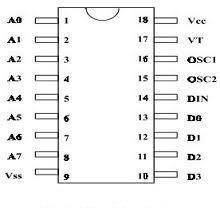 A0 1 18 Vcc
A1 2 17 VT
A2 3 16 OSC1
A3 4 15 OSC2
A4 5 14 DIN
A5 6 13 D0
A6 7 12 D1
A7 8 11 D2
Vss 9 10 D3